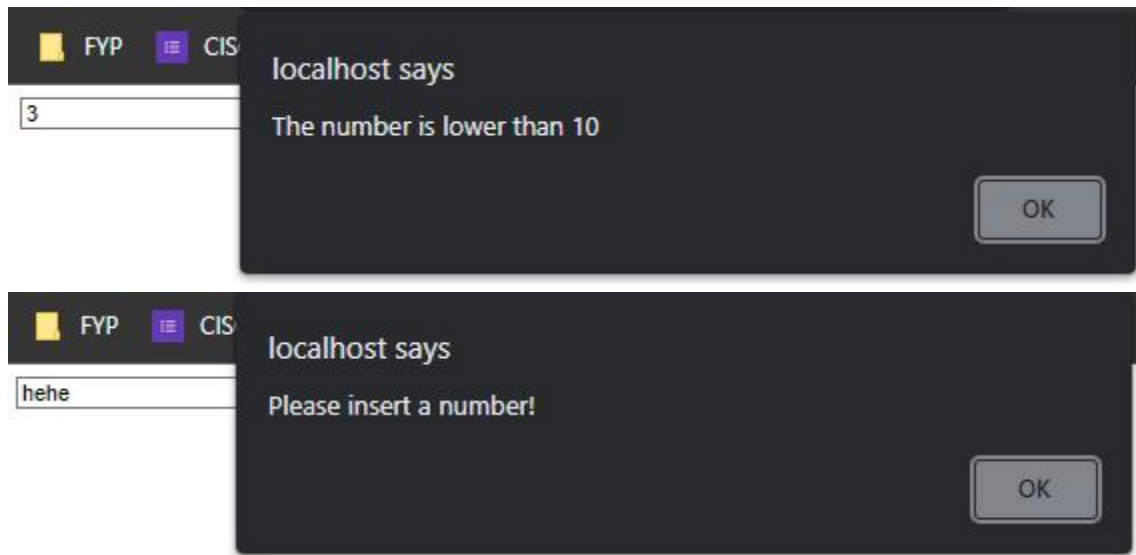 FYP CIS
localhost says
3
The number is lower than 10
OK
FYP CIS
localhost says
hehe
Please insert a number!
OK